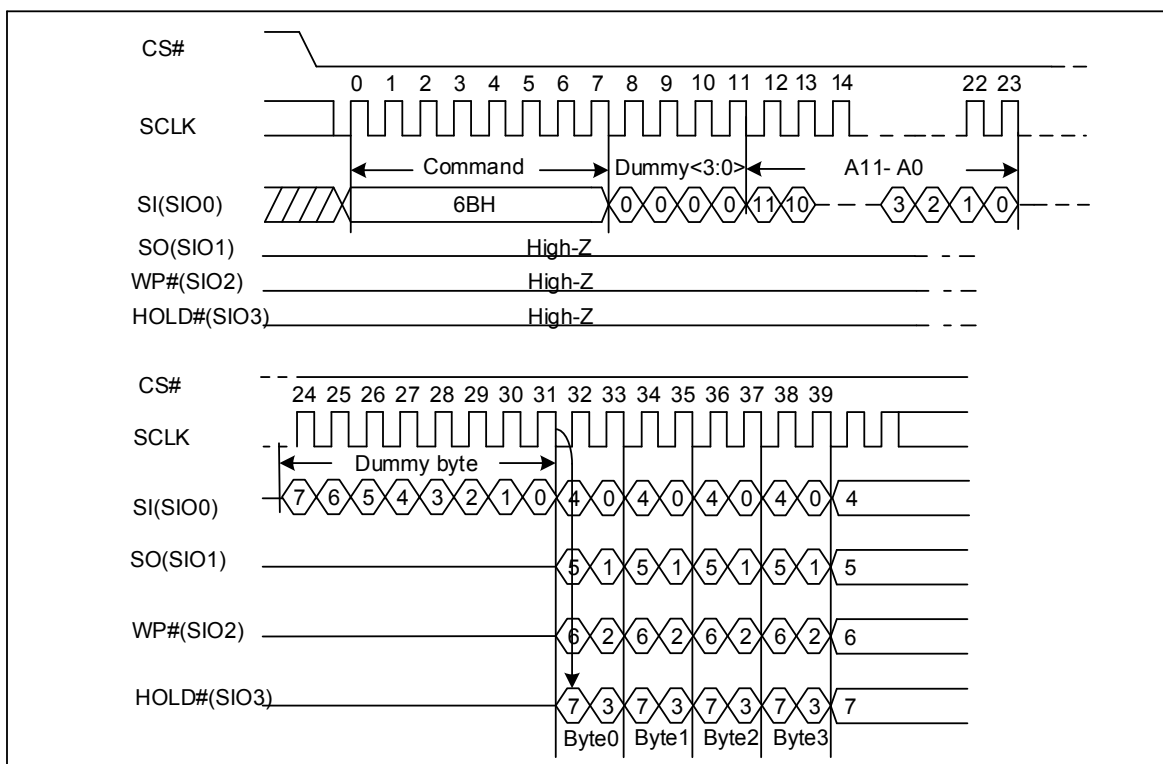 CS#
0 1 2 3 4 5 6 7 8 9 10 11 12 13 14 22 23
SCLK
Command Dummy<3:0> A11- A0
SI(SIO0) 6BH 0 0 0 0 11 10 3 2 1 0
SO(SIO1) High-Z
WP#(SIO2) High-Z
HOLD#(SIO3) High-Z
CS#
24 25 26 27 28 29 30 31 32 33 34 35 36 37 38 39
SCLK
Dummy byte
SI(SIO0) 7 6 5 4 3 2 1 0 4 0 4 0 4 0 4 0 4
SO(SIO1) 5 1 5 1 5 1 5 1 5
WP#(SIO2) 6 2 6 2 6 2 6 2 6
HOLD#(SIO3) 7 3 7 3 7 3 7 3 7
Byte0 Byte1 Byte2 Byte3